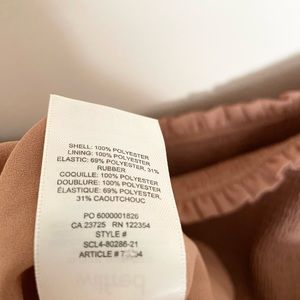 SHELL: 100% POLYESTER
LINING: 100% POLYESTER
ELASTIC: 69% POLYESTER, 31%
RUBBER
COQUILLE: 100% POLYESTER
DOUBLURE: 100% POLYESTER
ÉLASTIQUE: 69% POLYESTER,
31% CAOUTCHOUC
PO 6000001826
CA 23725 RN 122354
STYLE #
SCL4-80286-21
ARTICLE #
wilfred